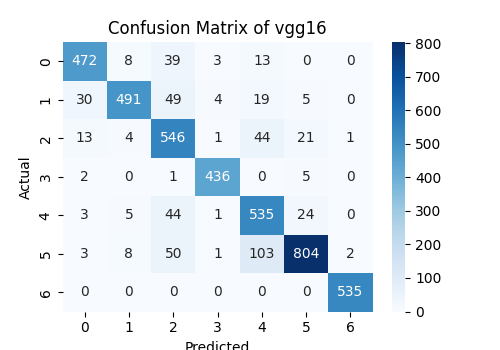 Confusion Matrix of vgg16
0 472 8 39 3 13 0 0
1 30 491 49 4 19 5 0
2 13 4 546 1 44 21 1
3 2 0 1 436 0 5 0
4 3 5 44 1 535 24 0
5 3 8 50 1 103 804 2
6 0 0 0 0 0 0 535
0 1 2 3 4 5 6
Predicted
Actual
800
700
600
500
400
300
200
100
0